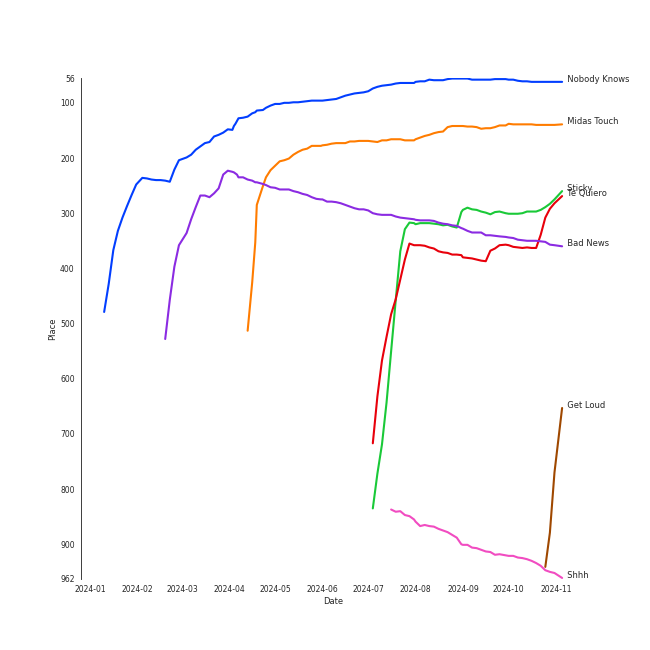 56
100
200
300
400
500
600
700
800
900
962
Place
2024-01
2024-02
2024-03
2024-04
2024-05
2024-06
2024-07
2024-08
2024-09
2024-10
2024-11
Date
Nobody Knows
Midas Touch
Sticky
Te Quiero
Bad News
Get Loud
Shhh